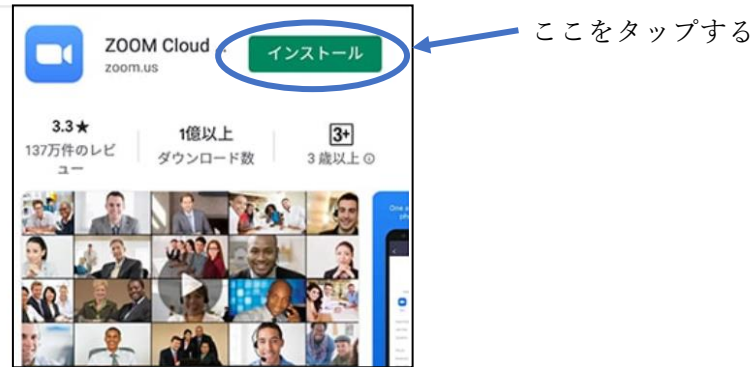 ZOOM Cloud
インストール
ここをタップする
zoom.us
3.3★
1億以上
3+
137万件のレビ
ュー
ダウンロード数
3 歳以上
One